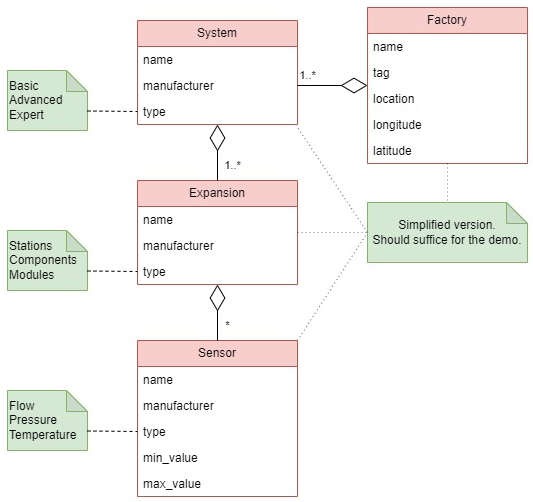 System
name
manufacturer
type
Factory
name
tag
location
longitude
latitude
1..*
Basic
Advanced
Expert
1..*
Expansion
name
manufacturer
type
Simplified version.
Should suffice for the demo.
Stations
Components
Modules
*
Sensor
name
manufacturer
type
min_value
max_value
Flow
Pressure
Temperature